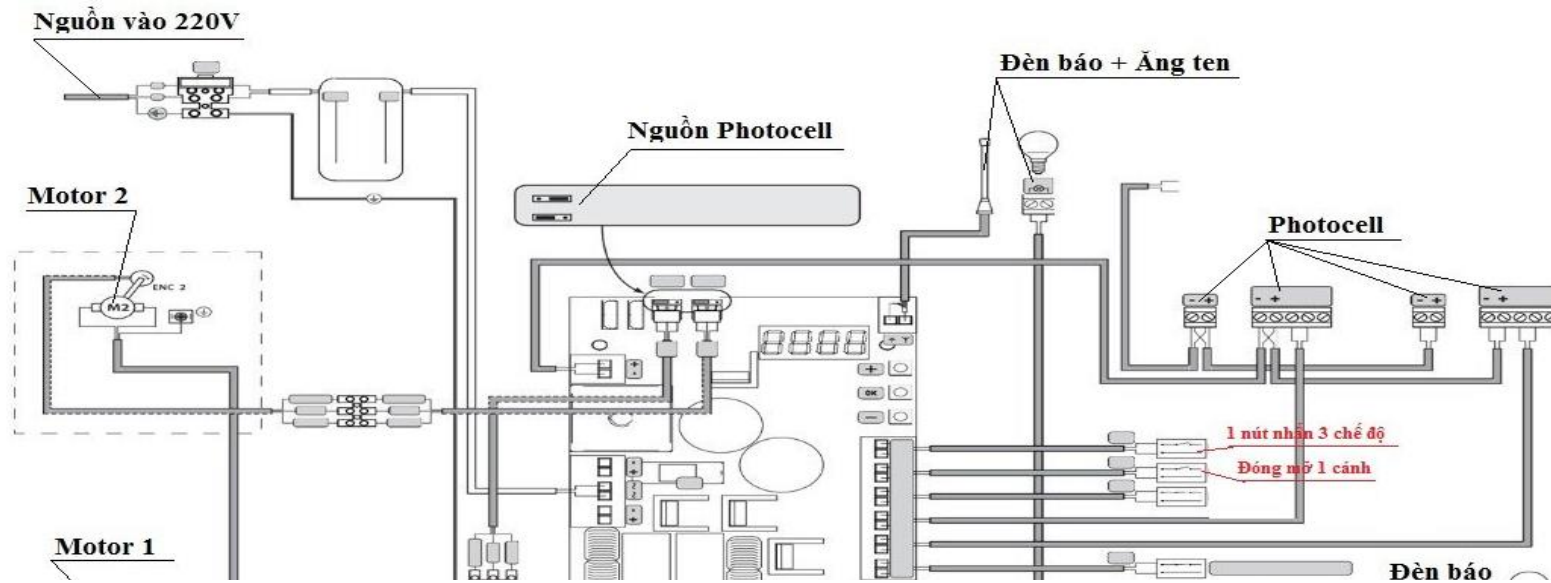 Nguồn vào 220V
Đèn báo + Ăng ten
Nguồn Photocell
Motor 2
Photocell
ENC 2
M2
- +
- +
- +
- +
+
OK
−
1 nút nhấn 3 chế độ
Đóng mở 1 cánh
Motor 1
Đèn báo